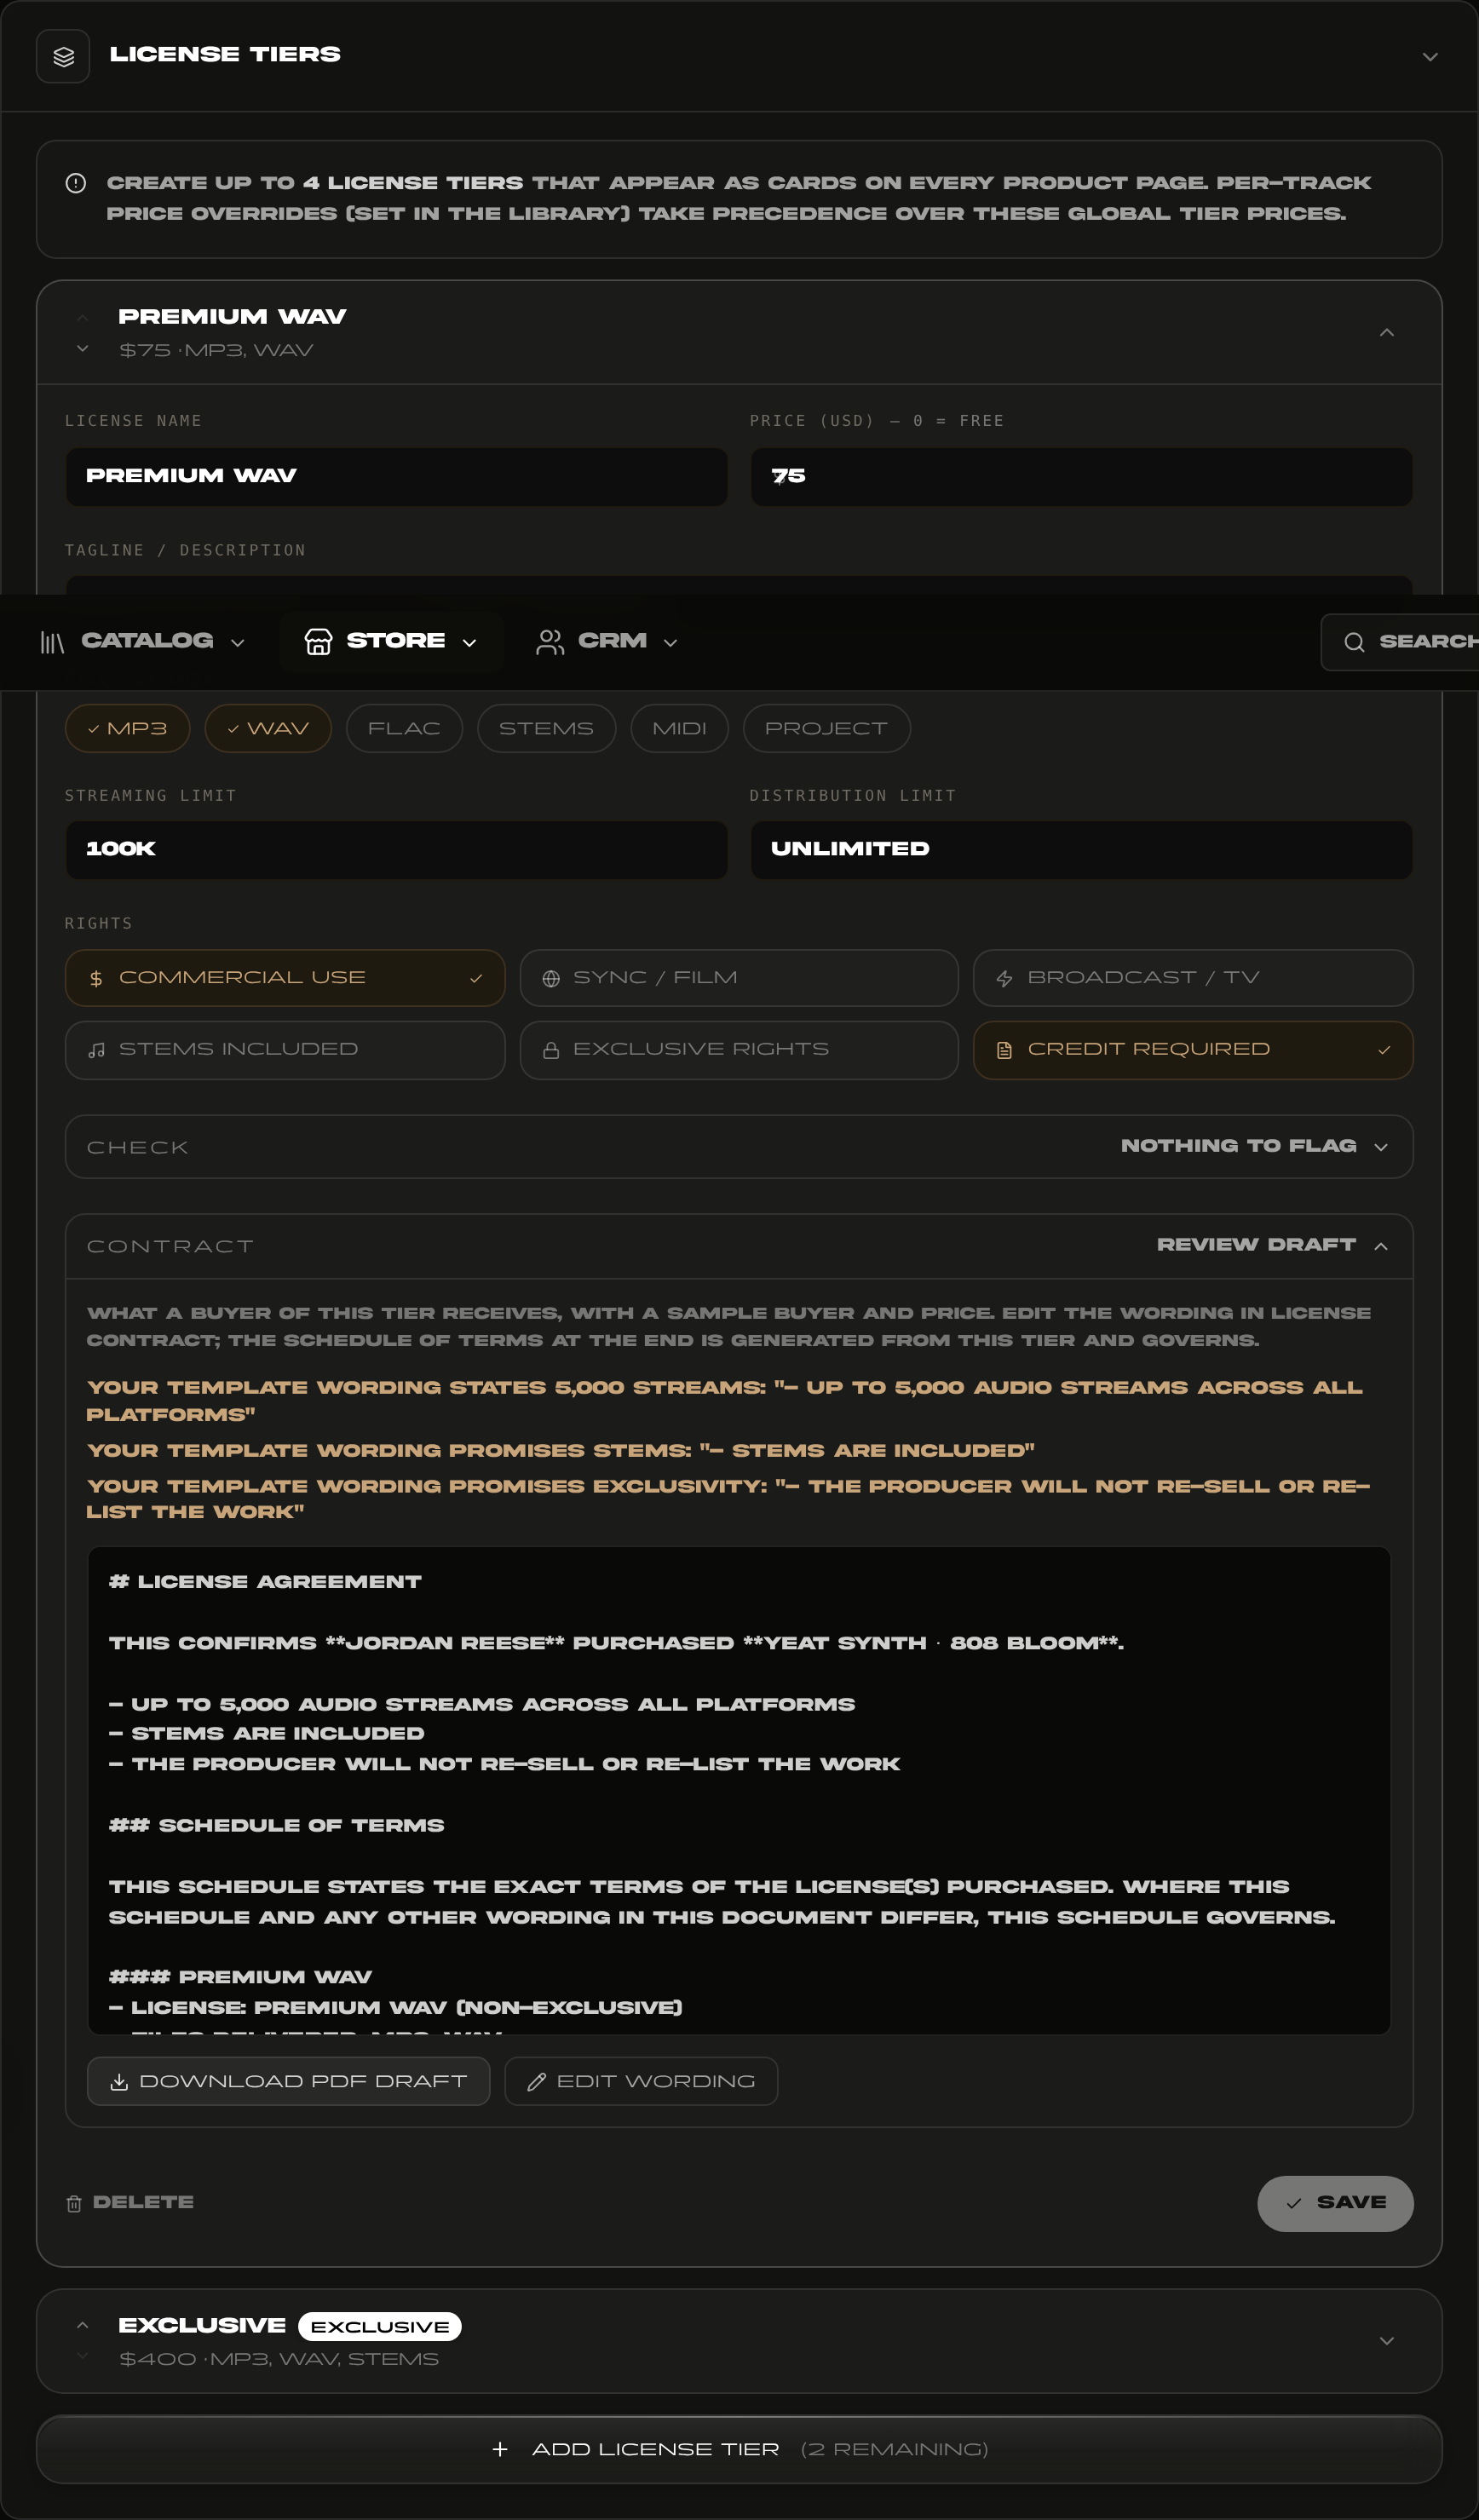 LICENSE TIERS
CREATE UP TO 4 LICENSE TIERS THAT APPEAR AS CARDS ON EVERY PRODUCT PAGE. PER-TRACK
PRICE OVERRIDES (SET IN THE LIBRARY) TAKE PRECEDENCE OVER THESE GLOBAL TIER PRICES.
PREMIUM WAV
$75 · MP3, WAV
LICENSE NAME
PRICE (USD) — 0 = FREE
PREMIUM WAV
75
TAGLINE / DESCRIPTION
CATALOG
STORE
CRM
SEARCH
MP3
WAV
FLAC
STEMS
MIDI
PROJECT
STREAMING LIMIT
DISTRIBUTION LIMIT
100K
UNLIMITED
RIGHTS
COMMERCIAL USE
SYNC / FILM
BROADCAST / TV
STEMS INCLUDED
EXCLUSIVE RIGHTS
CREDIT REQUIRED
CHECK
NOTHING TO FLAG
CONTRACT
REVIEW DRAFT
WHAT A BUYER OF THIS TIER RECEIVES, WITH A SAMPLE BUYER AND PRICE. EDIT THE WORDING IN LICENSE
CONTRACT; THE SCHEDULE OF TERMS AT THE END IS GENERATED FROM THIS TIER AND GOVERNS.
YOUR TEMPLATE WORDING STATES 5,000 STREAMS: "- UP TO 5,000 AUDIO STREAMS ACROSS ALL
PLATFORMS"
YOUR TEMPLATE WORDING PROMISES STEMS: "- STEMS ARE INCLUDED"
YOUR TEMPLATE WORDING PROMISES EXCLUSIVITY: "- THE PRODUCER WILL NOT RE-SELL OR RE-
LIST THE WORK"
# LICENSE AGREEMENT
THIS CONFIRMS **JORDAN REESE** PURCHASED **YEAT SYNTH · 808 BLOOM**.
- UP TO 5,000 AUDIO STREAMS ACROSS ALL PLATFORMS
- STEMS ARE INCLUDED
- THE PRODUCER WILL NOT RE-SELL OR RE-LIST THE WORK
## SCHEDULE OF TERMS
THIS SCHEDULE STATES THE EXACT TERMS OF THE LICENSE(S) PURCHASED. WHERE THIS
SCHEDULE AND ANY OTHER WORDING IN THIS DOCUMENT DIFFER, THIS SCHEDULE GOVERNS.
### PREMIUM WAV
- LICENSE: PREMIUM WAV (NON-EXCLUSIVE)
DOWNLOAD PDF DRAFT
EDIT WORDING
DELETE
SAVE
EXCLUSIVE
EXCLUSIVE
$400 · MP3, WAV, STEMS
+ ADD LICENSE TIER (2 REMAINING)